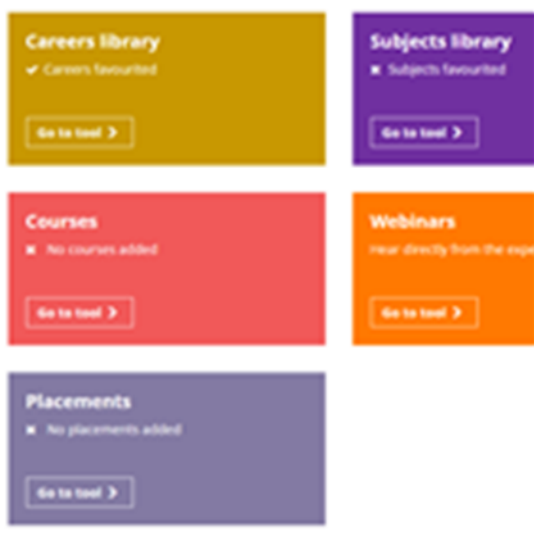 Careers library
✔ Careers favourited
Go to tool >
Subjects library
✖ Subjects favourited
Go to tool >
Courses
✖ No courses added
Go to tool >
Webinars
Hear directly from the expe
Go to tool >
Placements
✖ No placements added
Go to tool >